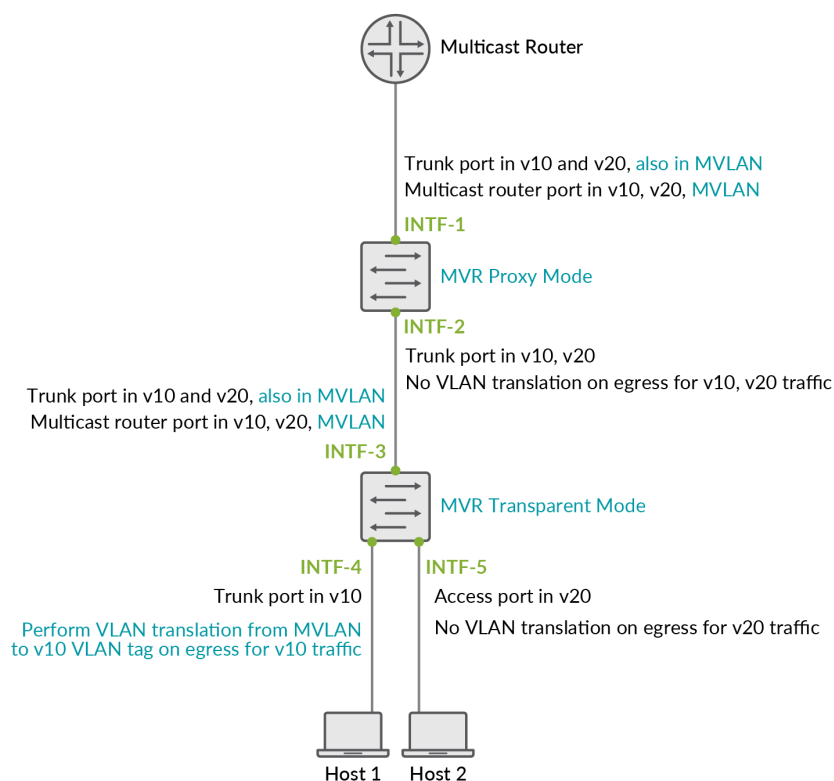 Multicast Router
Trunk port in v10 and v20, also in MVLAN
Multicast router port in v10, v20, MVLAN
INTF-1
MVR Proxy Mode
INTF-2
Trunk port in v10, v20
No VLAN translation on egress for v10, v20 traffic
Trunk port in v10 and v20, also in MVLAN
Multicast router port in v10, v20, MVLAN
INTF-3
MVR Transparent Mode
INTF-4
Trunk port in v10
Perform VLAN translation from MVLAN
to v10 VLAN tag on egress for v10 traffic
INTF-5
Access port in v20
No VLAN translation on egress for v20 traffic
Host 1
Host 2